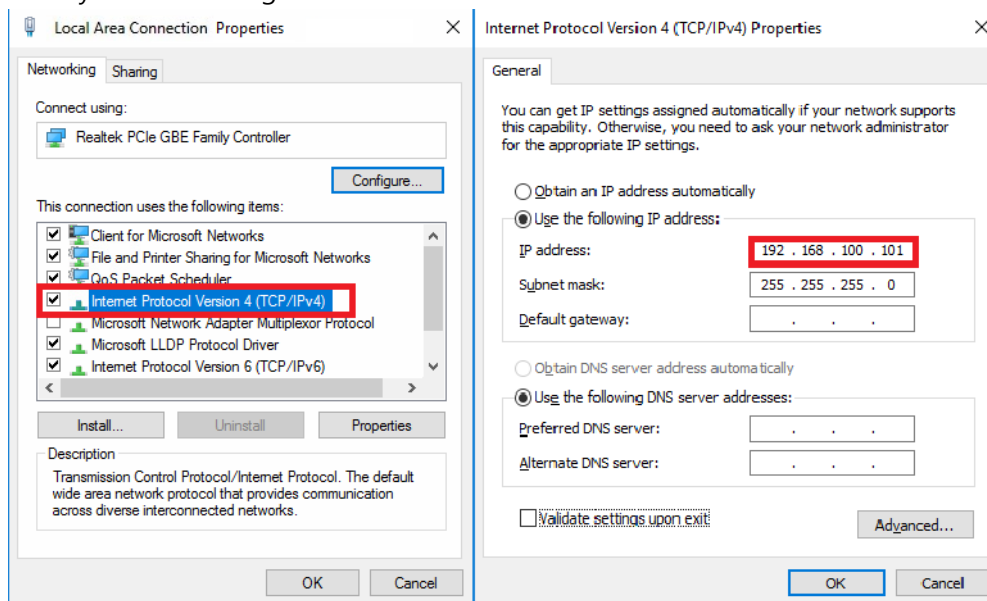 Local Area Connection Properties
Networking
Sharing
Connect using:
Realtek PCIe GBE Family Controller
Configure...
This connection uses the following items:
Client for Microsoft Networks
File and Printer Sharing for Microsoft Networks
QoS Packet Scheduler
Internet Protocol Version 4 (TCP/IPv4)
Microsoft Network Adapter Multiplexor Protocol
Microsoft LLDP Protocol Driver
Internet Protocol Version 6 (TCP/IPv6)
Install...
Uninstall
Properties
Description
Transmission Control Protocol/Internet Protocol. The default
wide area network protocol that provides communication
across diverse interconnected networks.
OK
Cancel
Internet Protocol Version 4 (TCP/IPv4) Properties
General
You can get IP settings assigned automatically if your network supports
this capability. Otherwise, you need to ask your network administrator
for the appropriate IP settings.
Obtain an IP address automatically
Use the following IP address:
IP address:
192 . 168 . 100 . 101
Subnet mask:
255 . 255 . 255 . 0
Default gateway:
. . .
Obtain DNS server address automatically
Use the following DNS server addresses:
Preferred DNS server:
. . .
Alternate DNS server:
. . .
Validate settings upon exit
Advanced...
OK
Cancel